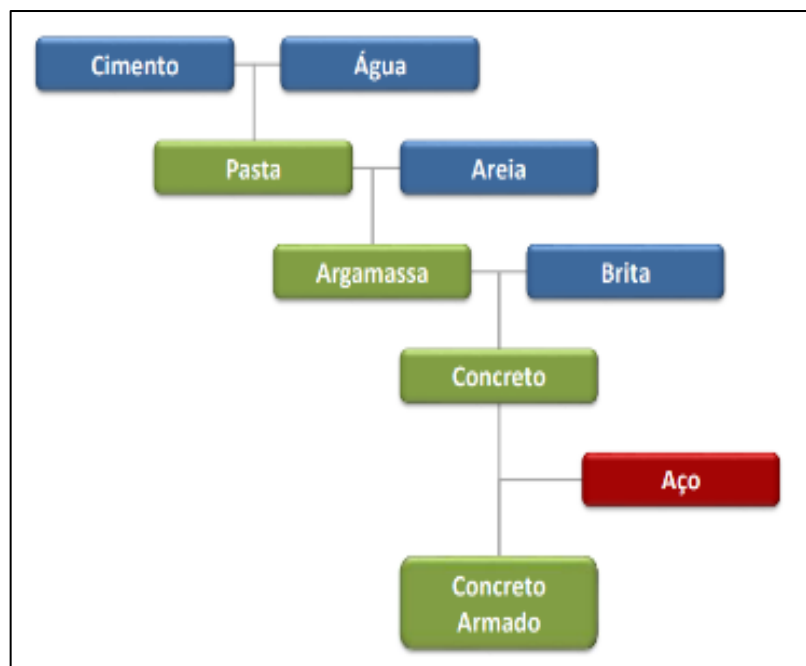 Cimento
Água
Pasta
Areia
Argamassa
Brita
Concreto
Aço
Concreto
Armado